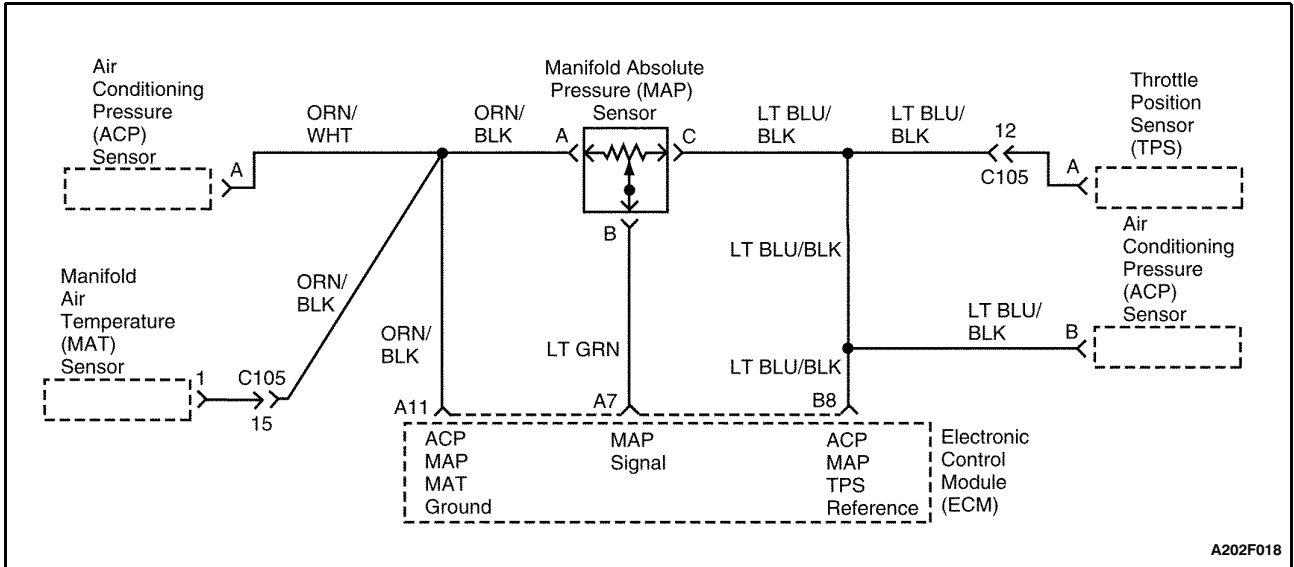 Air
Conditioning
Pressure
(ACP)
Sensor
A
ORN/
WHT
ORN/
BLK
Manifold Absolute
Pressure (MAP)
Sensor
A
C
B
LT BLU/
BLK
LT BLU/
BLK
12
C105
Throttle
Position
Sensor
(TPS)
A
Manifold
Air
Temperature
(MAT)
Sensor
1
C105
15
ORN/
BLK
ORN/
BLK
LT GRN
LT BLU/BLK
LT BLU/BLK
LT BLU/
BLK
Air
Conditioning
Pressure
(ACP)
Sensor
B
A11
A7
B8
ACP
MAP
MAT
Ground
MAP
Signal
ACP
MAP
TPS
Reference
Electronic
Control
Module
(ECM)
A202F018